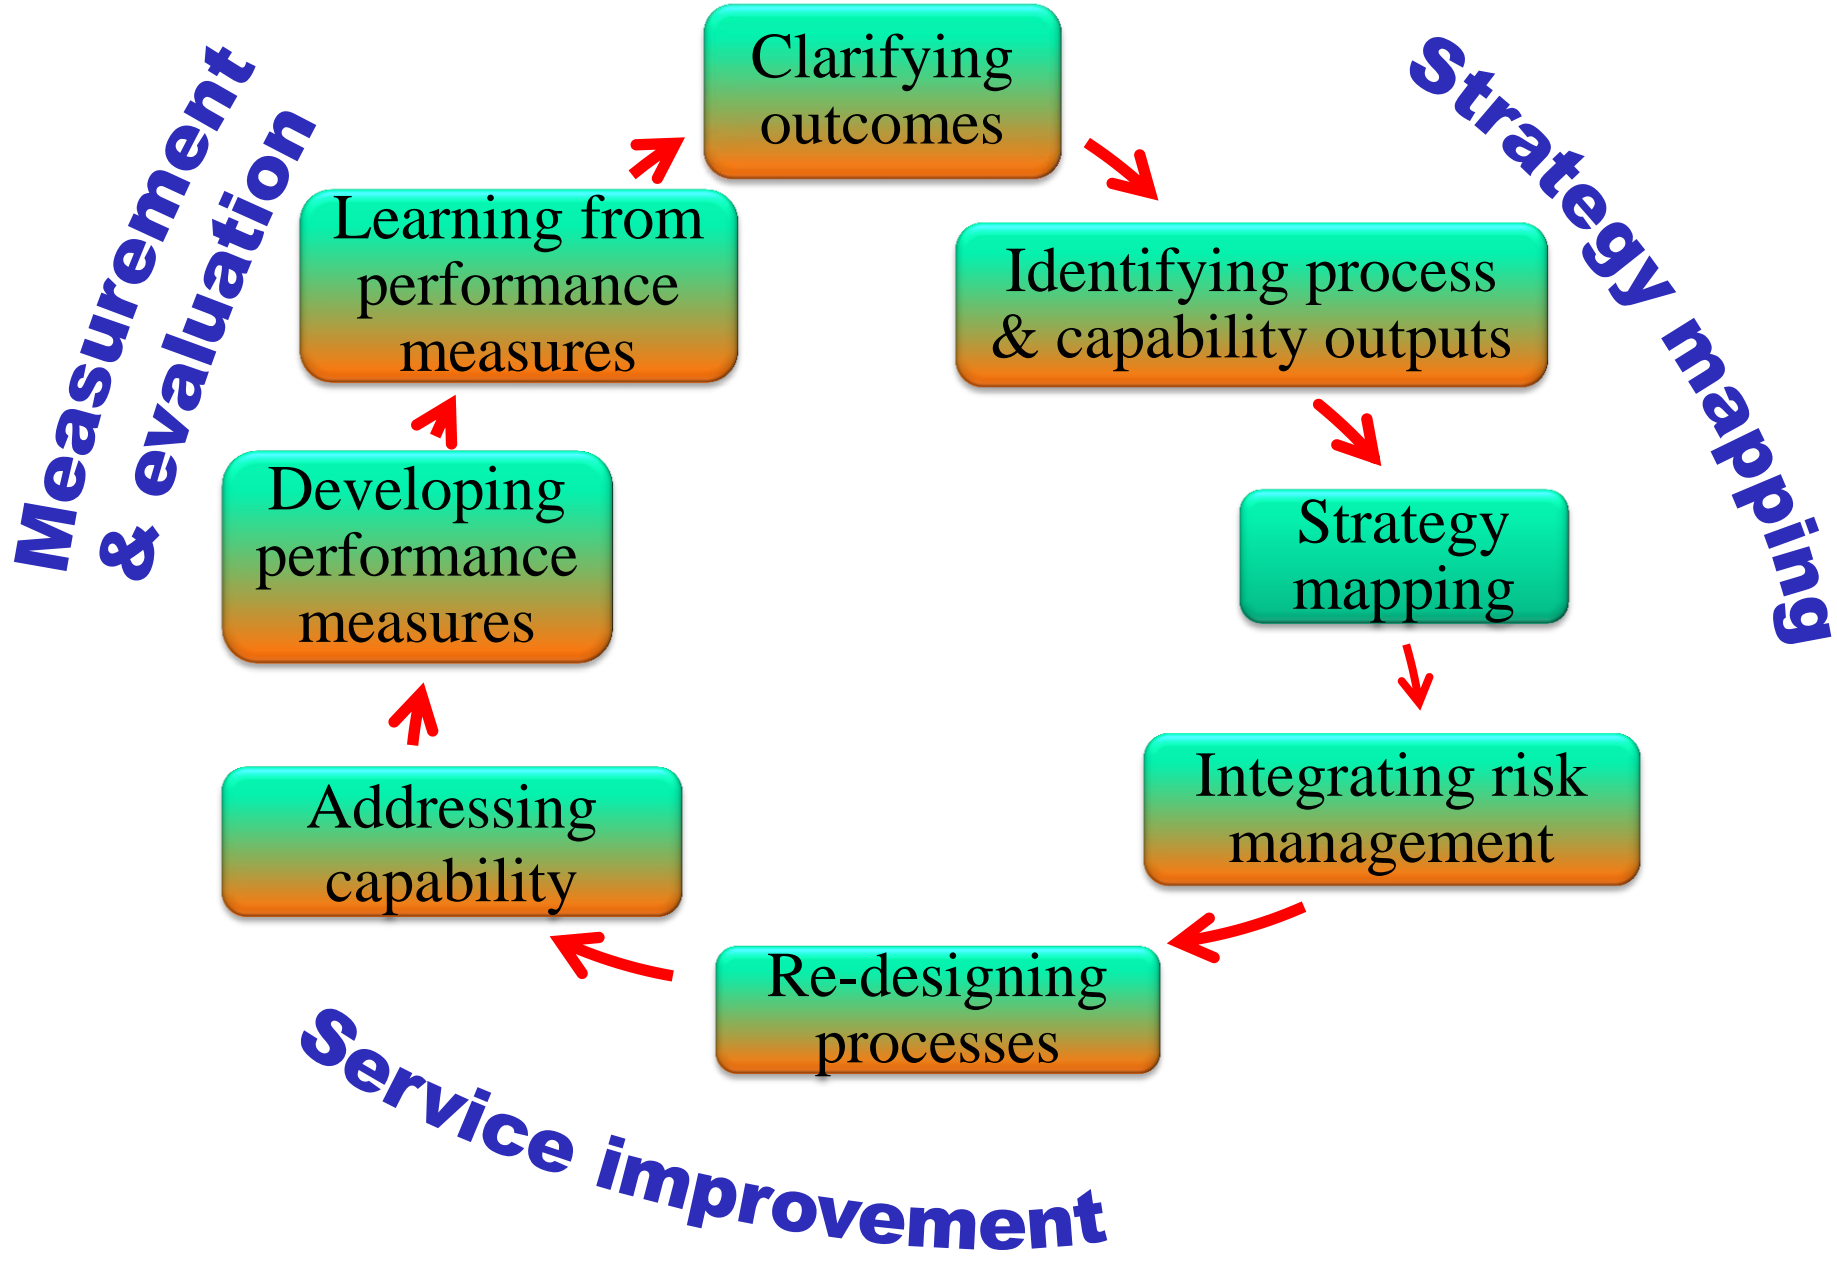 Clarifying
outcomes
Identifying process
& capability outputs
Strategy
mapping
Integrating risk
management
Re-designing
processes
Addressing
capability
Developing
performance
measures
Learning from
performance
measures
Strategy mapping
Service improvement
Measurement
& evaluation